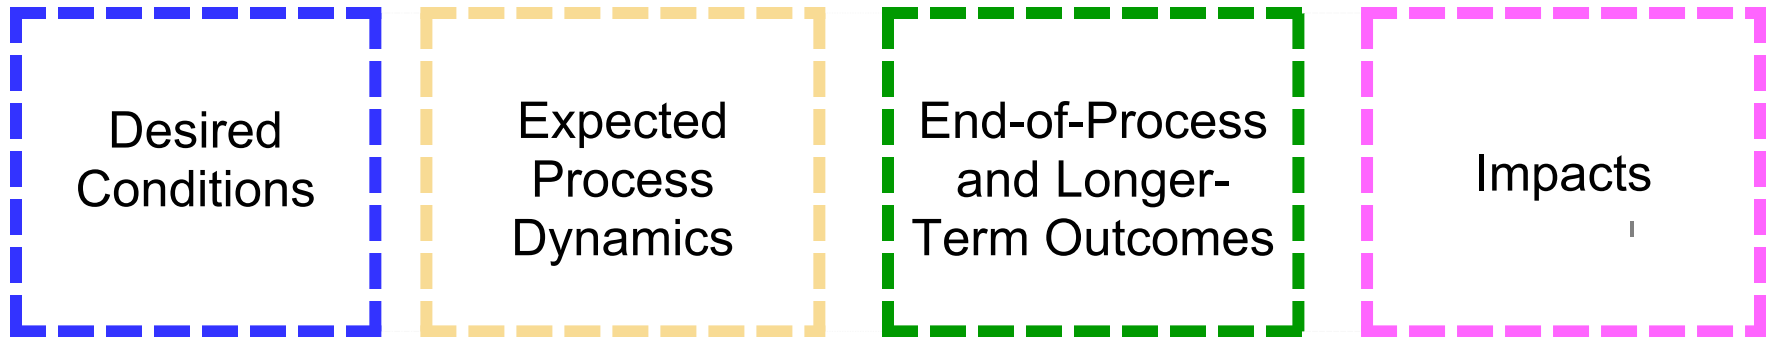 Desired
Conditions
Expected
Process
Dynamics
End-of-Process
and Longer-
Term Outcomes
Impacts